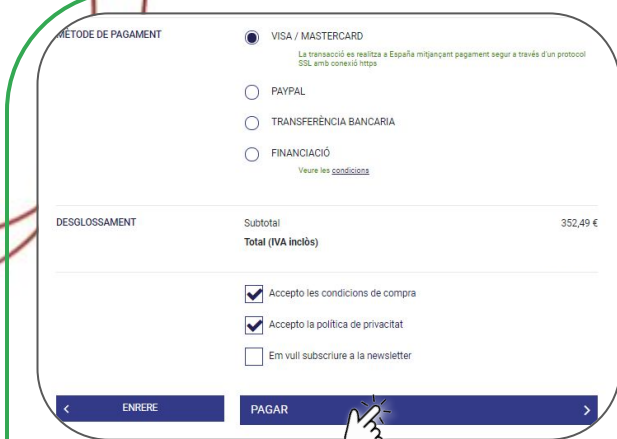 MÈTODE DE PAGAMENT
VISA / MASTERCARD
La transacció es realitza a España mitjançant pagament segur a través d'un protocol
SSL amb conexió https
PAYPAL
TRANSFERÈNCIA BANCARIA
FINANCIACIÓ
Veure les condicions
DESGLOSSAMENT
Subtotal 352,49 €
Total (IVA inclòs)
Accepto les condicions de compra
Accepto la política de privacitat
Em vull subscriure a la newsletter
< ENRERE
PAGAR >